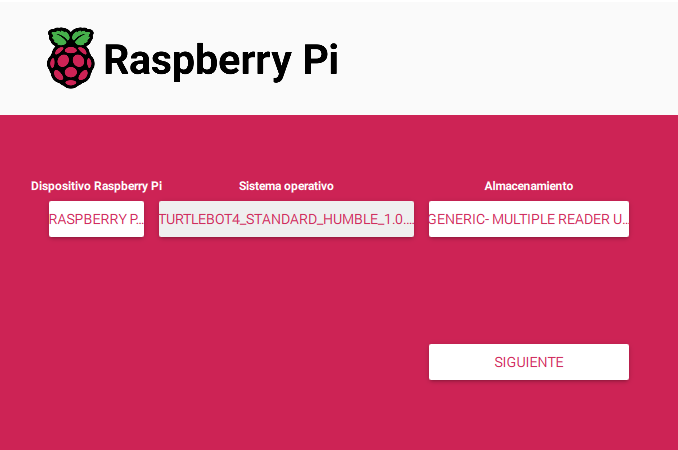 Raspberry Pi
Dispositivo Raspberry Pi
Sistema operativo
Almacenamiento
RASPBERRY P...
TURTLEBOT4_STANDARD_HUMBLE_1.0....
GENERIC- MULTIPLE READER U...
SIGUIENTE